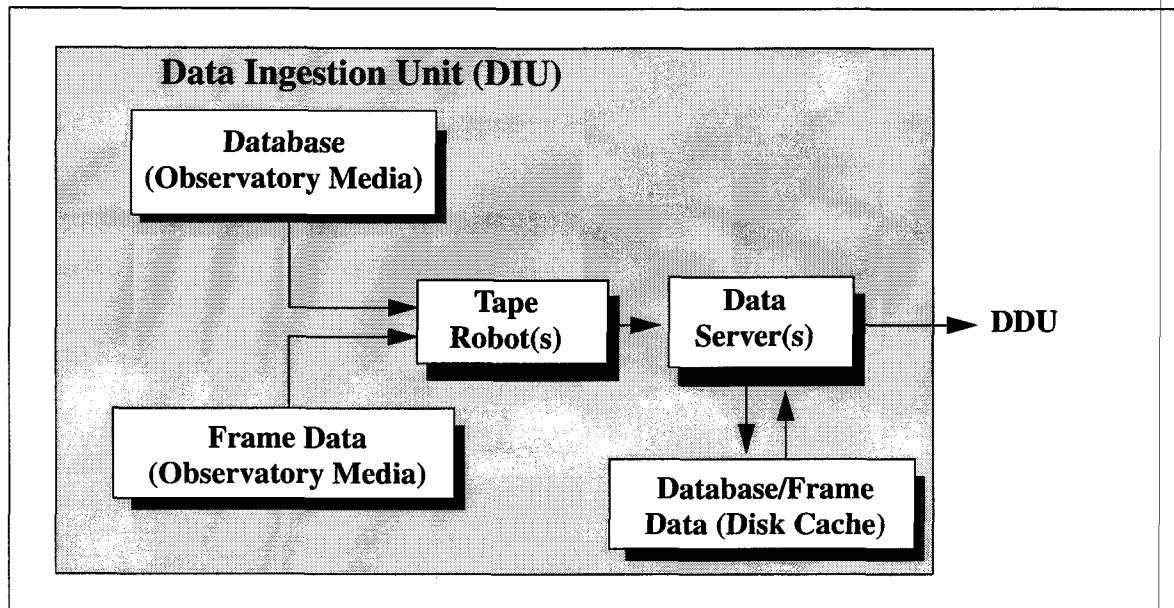 Data Ingestion Unit (DIU)
Database
(Observatory Media)
Tape
Robot(s)
Data
Server(s)
DDU
Frame Data
(Observatory Media)
Database/Frame
Data (Disk Cache)